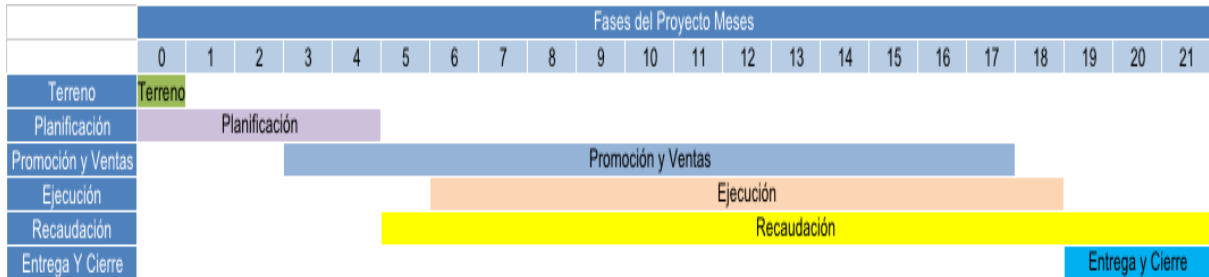 Fases del Proyecto Meses
0 1 2 3 4 5 6 7 8 9 10 11 12 13 14 15 16 17 18 19 20 21
Terreno Terreno
Planificación Planificación
Promoción y Ventas Promoción y Ventas
Ejecución Ejecución
Recaudación Recaudación
Entrega Y Cierre Entrega y Cierre